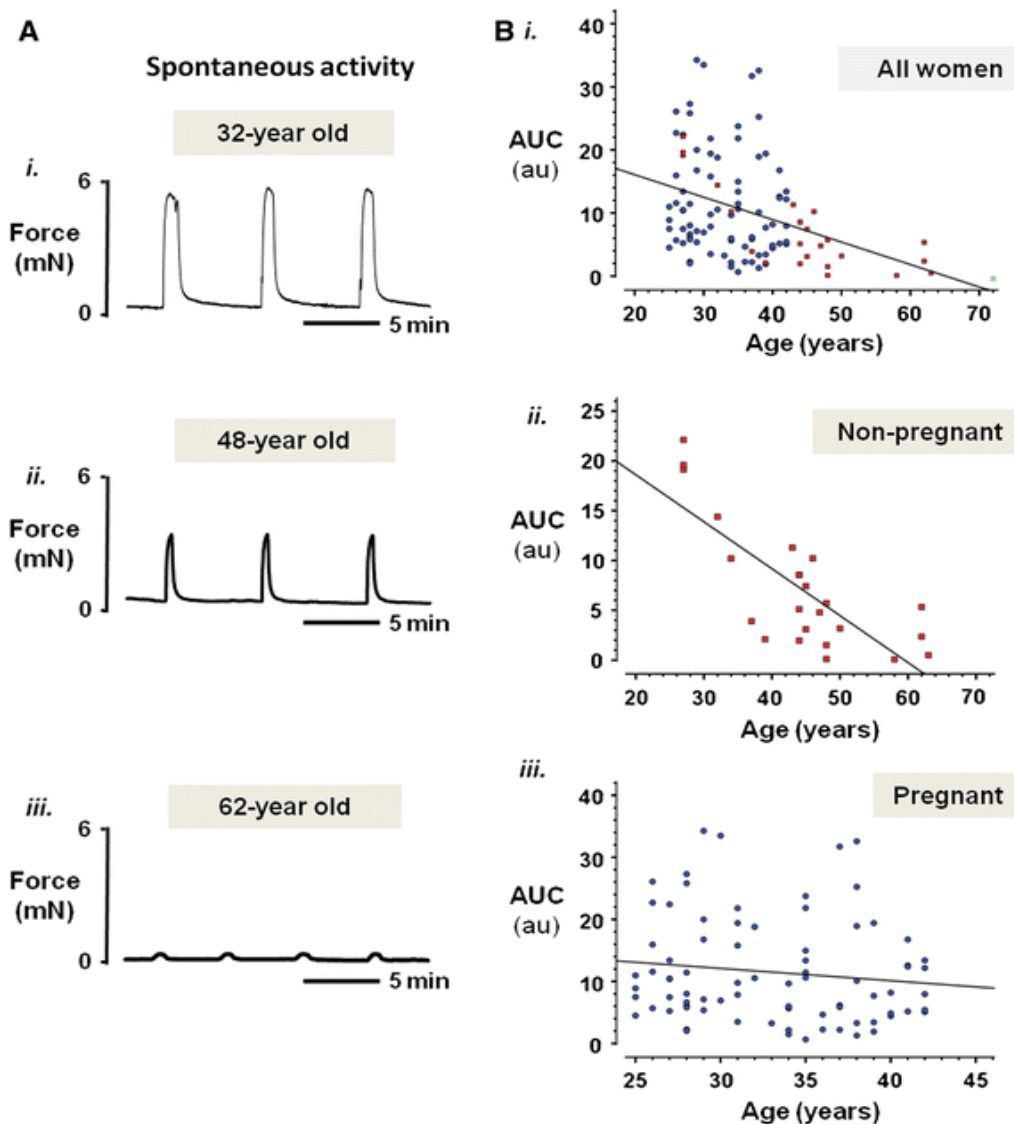 A
Spontaneous activity
32-year old
i.
6
Force
(mN)
0
5 min
48-year old
ii.
6
Force
(mN)
0
5 min
62-year old
iii.
6
Force
(mN)
0
5 min
B i.
All women
40
30
AUC
(au)
20
10
0
20 30 40 50 60 70
Age (years)
ii.
Non-pregnant
25
20
15
AUC
(au)
10
5
0
20 30 40 50 60 70
Age (years)
iii.
Pregnant
40
30
AUC
(au)
20
10
0
25 30 35 40 45
Age (years)